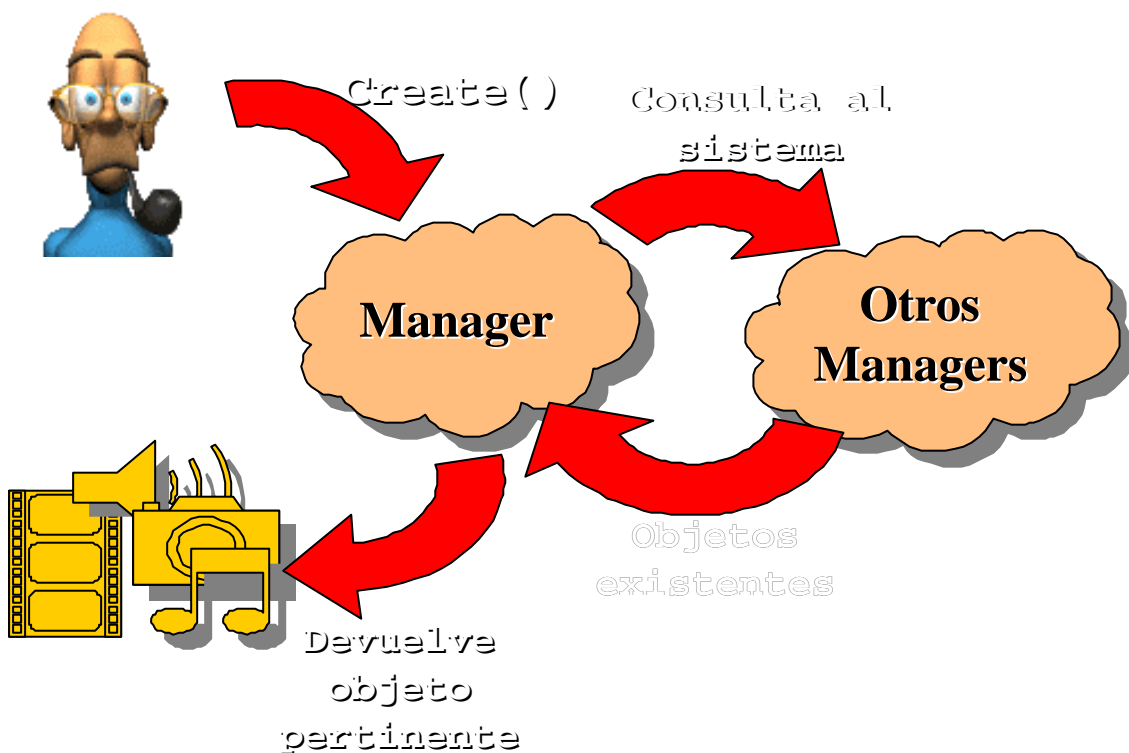 Create()
Consulta al
sistema
Manager
Otros
Managers
Objetos
existentes
Devuelve
objeto
pertinente